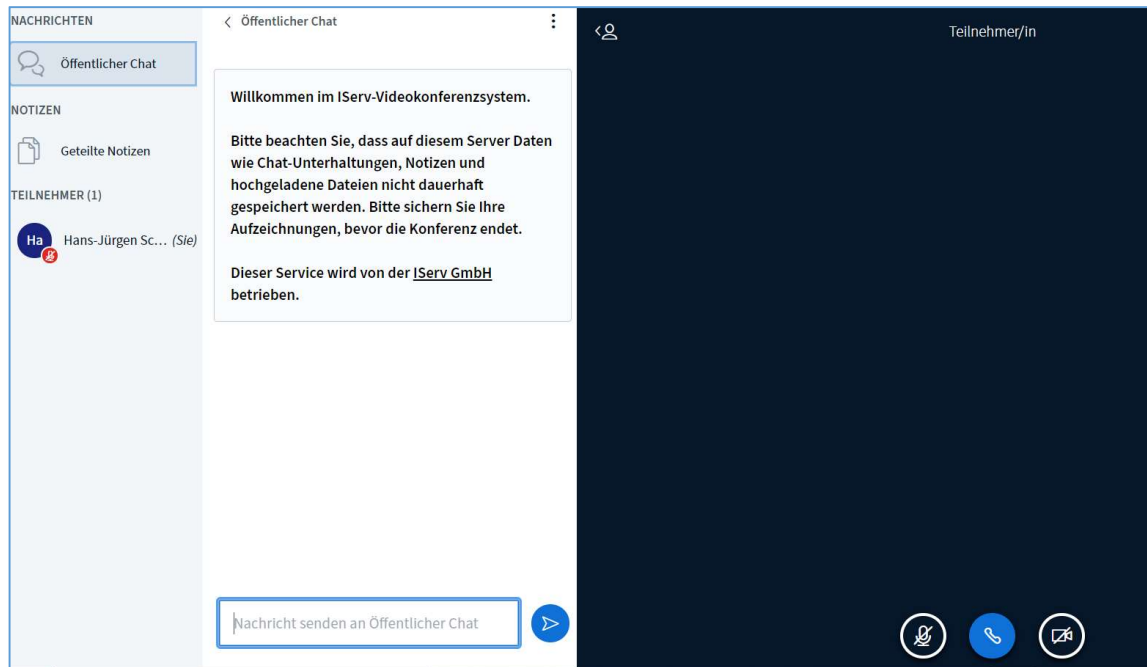 NACHRICHTEN
Öffentlicher Chat
NOTIZEN
Geteilte Notizen
TEILNEHMER (1)
Ha
Hans-Jürgen Sc... (Sie)
Öffentlicher Chat
Willkommen im IServ-Videokonferenzsystem.
Bitte beachten Sie, dass auf diesem Server Daten
wie Chat-Unterhaltungen, Notizen und
hochgeladene Dateien nicht dauerhaft
gespeichert werden. Bitte sichern Sie Ihre
Aufzeichnungen, bevor die Konferenz endet.
Dieser Service wird von der IServ GmbH
betrieben.
Nachricht senden an Öffentlicher Chat
Teilnehmer/in